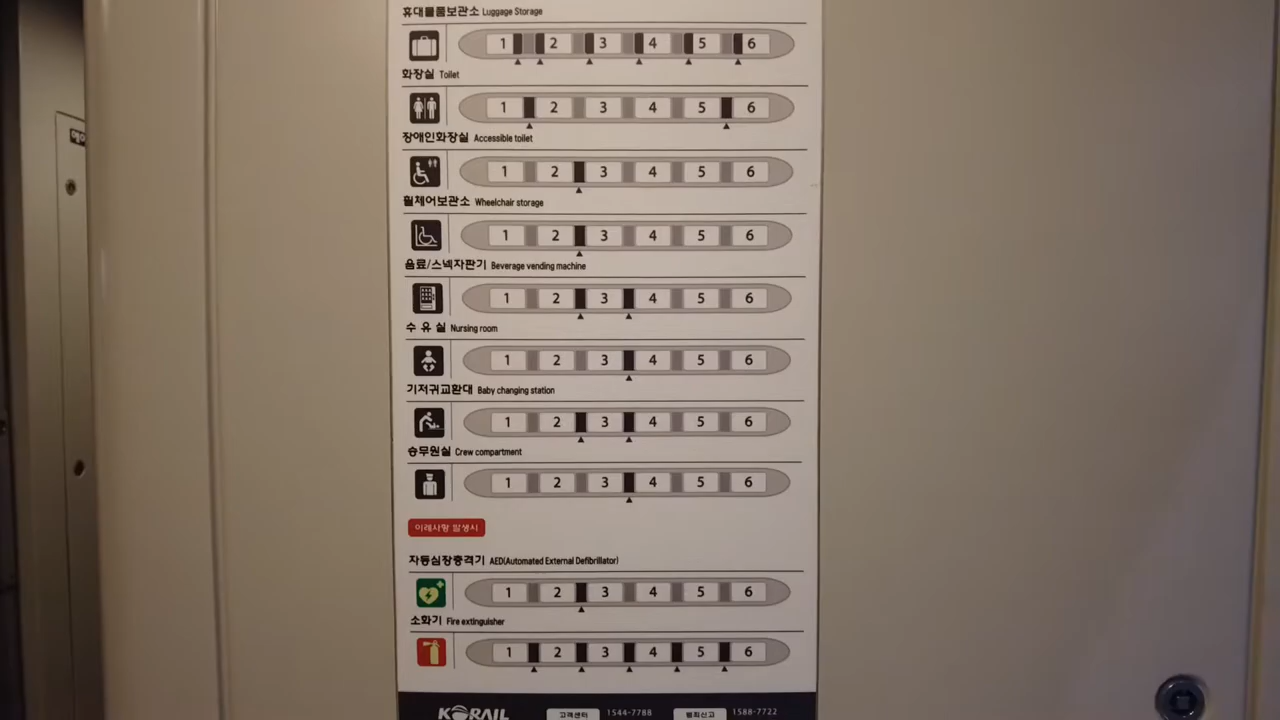 휴대물품보관소 Luggage Storage
1 2 3 4 5 6
화장실 Toilet
1 2 3 4 5 6
장애인화장실 Accessible toilet
1 2 3 4 5 6
휠체어보관소 Wheelchair storage
1 2 3 4 5 6
음료/스넥자판기 Beverage vending machine
1 2 3 4 5 6
수 유 실 Nursing room
1 2 3 4 5 6
기저귀교환대 Baby changing station
1 2 3 4 5 6
승무원실 Crew compartment
1 2 3 4 5 6
이례사항 발생시
자동심장충격기 AED(Automated External Defibrillator)
1 2 3 4 5 6
소화기 Fire extinguisher
1 2 3 4 5 6
KORAIL 고객센터 1544-7788 범죄신고 1588-7722